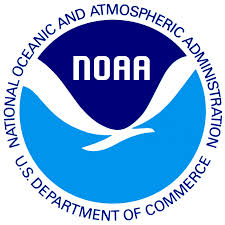 NATIONAL OCEANIC AND ATMOSPHERIC ADMINISTRATION
NOAA
U.S. DEPARTMENT OF COMMERCE